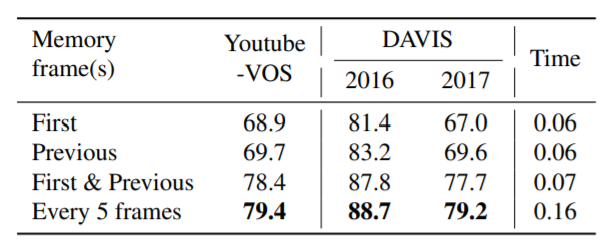 Memory frame(s) Youtube -VOS DAVIS Time
2016 2017
First 68.9 81.4 67.0 0.06
Previous 69.7 83.2 69.6 0.06
First & Previous 78.4 87.8 77.7 0.07
Every 5 frames 79.4 88.7 79.2 0.16